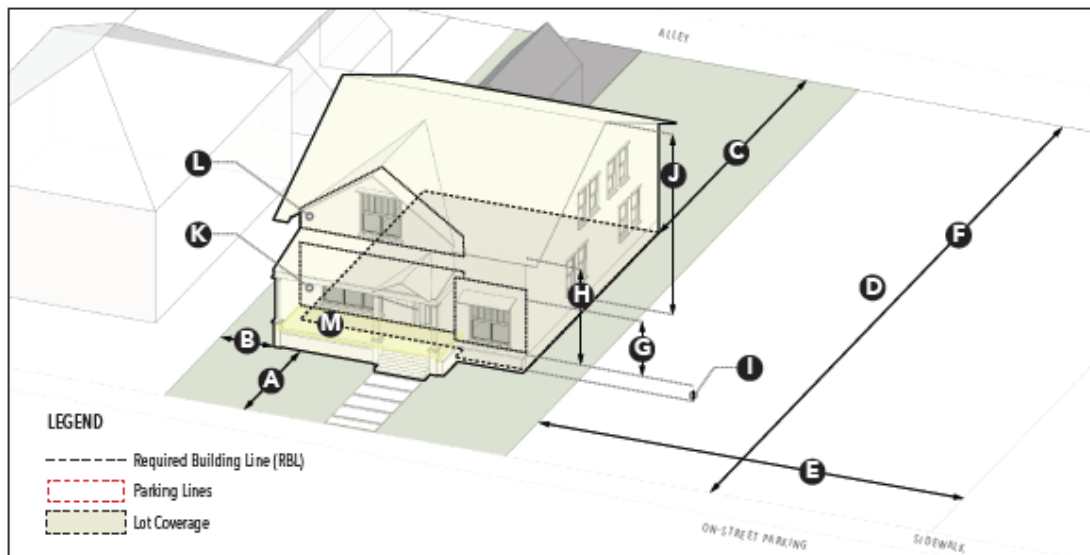 ALLEY
L
C
J
K
F
H
D
M
B
G
A
I
LEGEND
Required Building Line (RBL)
Parking Lines
Lot Coverage
E
ON-STREET PARKING
SIDEWALK